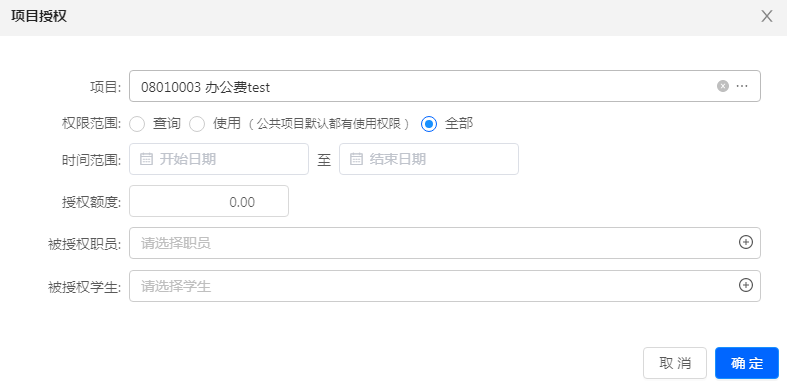 项目授权
项目: 08010003 办公费test
权限范围: 查询 使用 (公共项目默认都有使用权限) 全部
时间范围: 开始日期 至 结束日期
授权额度: 0.00
被授权职员: 请选择职员
被授权学生: 请选择学生
取 消 确 定